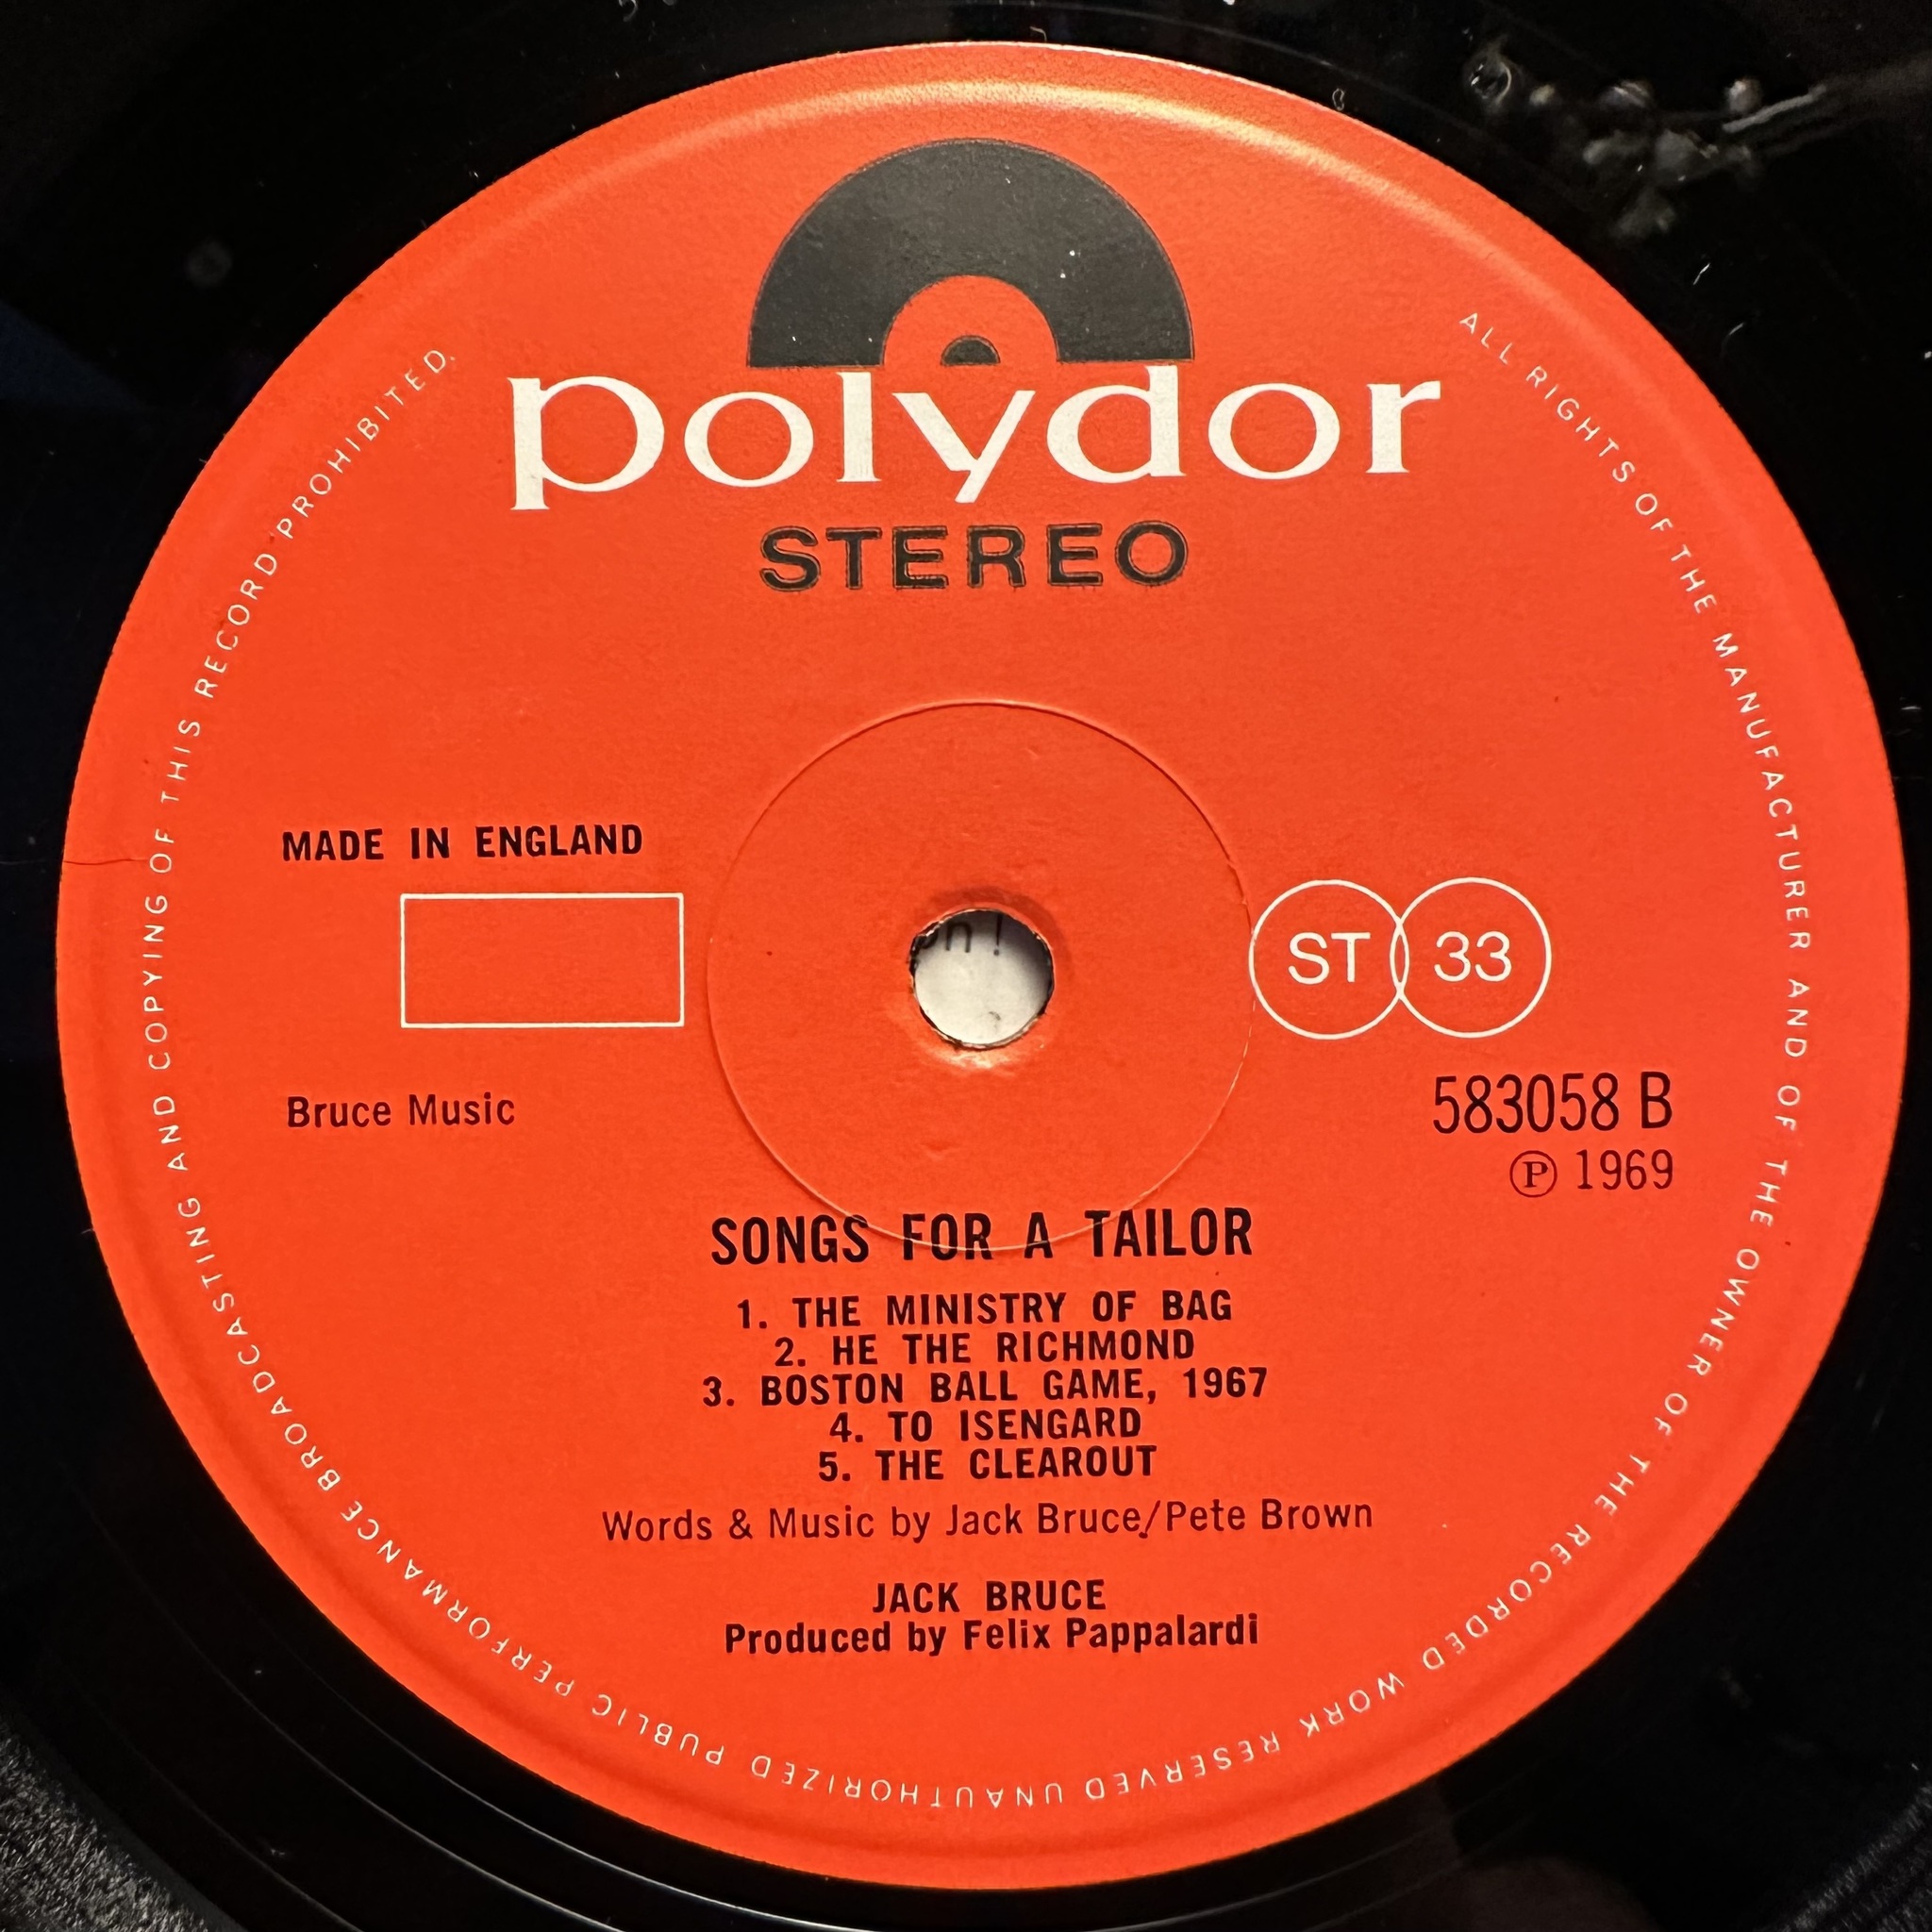 polydor
STEREO
MADE IN ENGLAND
ST 33
Bruce Music
583058 B
Ⓟ 1969
SONGS FOR A TAILOR
1. THE MINISTRY OF BAG
2. HE THE RICHMOND
3. BOSTON BALL GAME, 1967
4. TO ISENGARD
5. THE CLEAROUT
Words & Music by Jack Bruce/Pete Brown
JACK BRUCE
Produced by Felix Pappalardi
ALL RIGHTS OF THE MANUFACTURER AND OF THE OWNER OF THE RECORDED WORK RESERVED UNAUTHORIZED PUBLIC PERFORMANCE BROADCASTING AND COPYING OF THIS RECORD PROHIBITED.